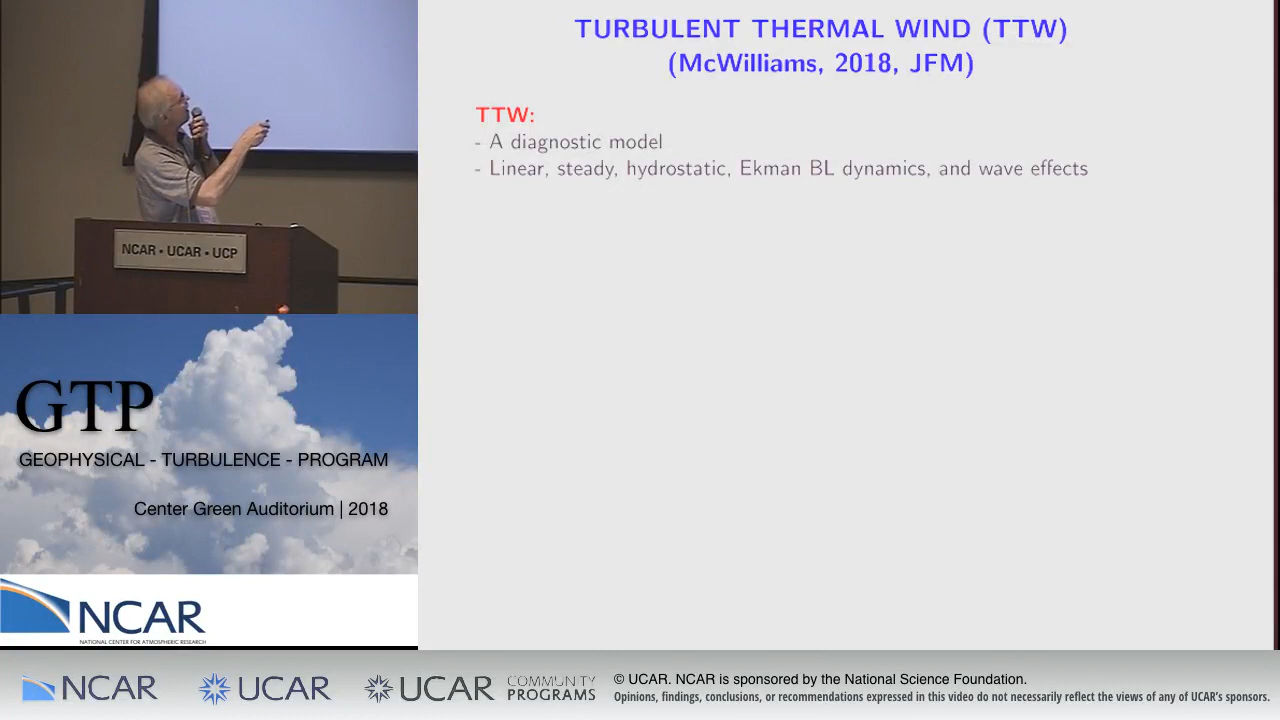 TURBULENT THERMAL WIND (TTW)
(McWilliams, 2018, JFM)
TTW:
- A diagnostic model
- Linear, steady, hydrostatic, Ekman BL dynamics, and wave effects
NCAR • UCAR • UCP
GTP
GEOPHYSICAL - TURBULENCE - PROGRAM
Center Green Auditorium | 2018
NCAR
NATIONAL CENTER FOR ATMOSPHERIC RESEARCH
NCAR
UCAR
UCAR
COMMUNITY
PROGRAMS
© UCAR. NCAR is sponsored by the National Science Foundation.
Opinions, findings, conclusions, or recommendations expressed in this video do not necessarily reflect the views of any of UCAR's sponsors.